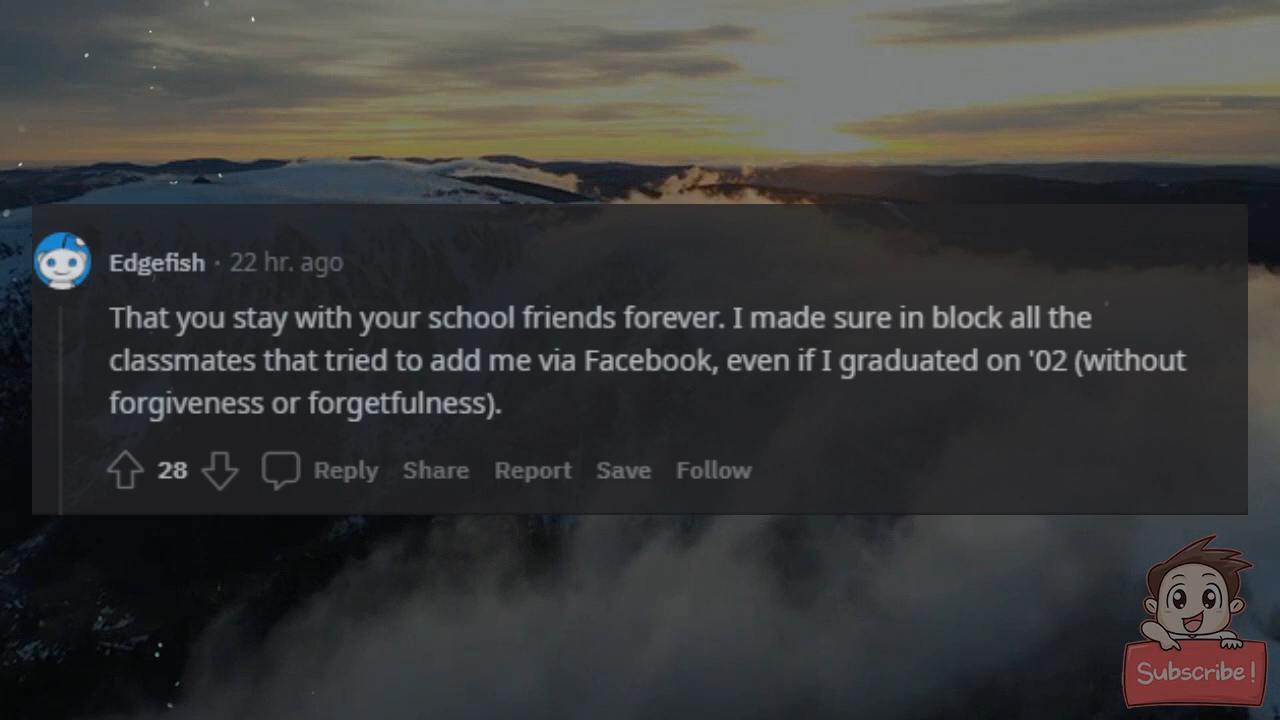 Edgefish · 22 hr. ago
That you stay with your school friends forever. I made sure in block all the
classmates that tried to add me via Facebook, even if I graduated on '02 (without
forgiveness or forgetfulness).
28 Reply Share Report Save Follow
Subscribe!